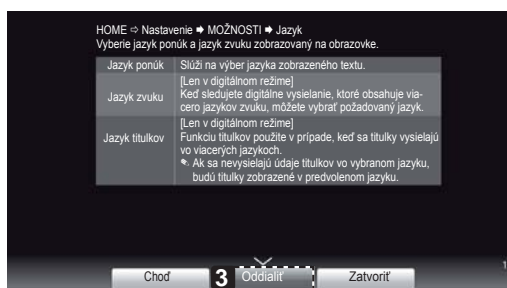 HOME ⇨ Nastavenie ➡ MOŽNOSTI ➡ Jazyk
Vyberie jazyk ponúk a jazyk zvuku zobrazovaný na obrazovke.
Jazyk ponúk Slúži na výber jazyka zobrazeného textu.
[Len v digitálnom režime]
Keď sledujete digitálne vysielanie, ktoré obsahuje via-
Jazyk zvuku
cero jazykov zvuku, môžete vybrať požadovaný jazyk.
[Len v digitálnom režime]
Jazyk titulkov Funkciu titulkov použite v prípade, keď sa titulky vysielajú
vo viacerých jazykoch.
✎ Ak sa nevysielajú údaje titulkov vo vybranom jazyku,
budú titulky zobrazené v predvolenom jazyku.
1
Choď 3 Oddialiť Zatvoriť